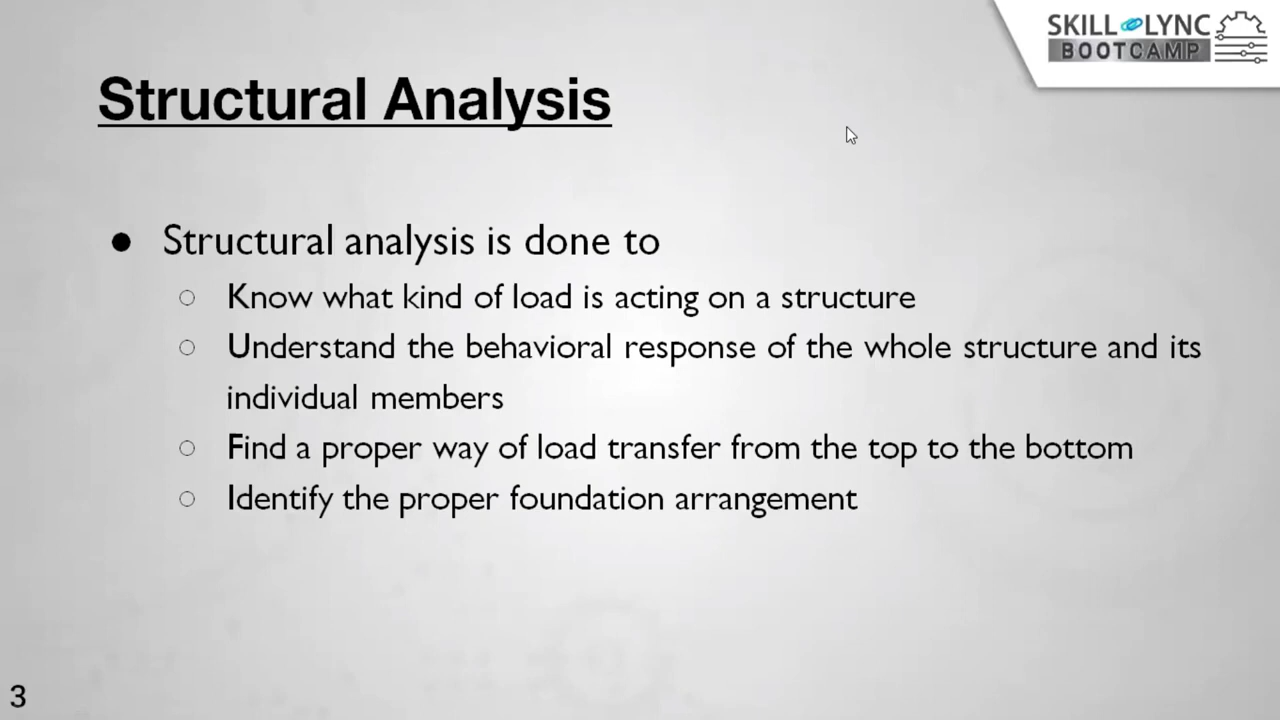 SKILL LYNC
BOOTCAMP
Structural Analysis
● Structural analysis is done to
○ Know what kind of load is acting on a structure
○ Understand the behavioral response of the whole structure and its
individual members
○ Find a proper way of load transfer from the top to the bottom
○ Identify the proper foundation arrangement
3